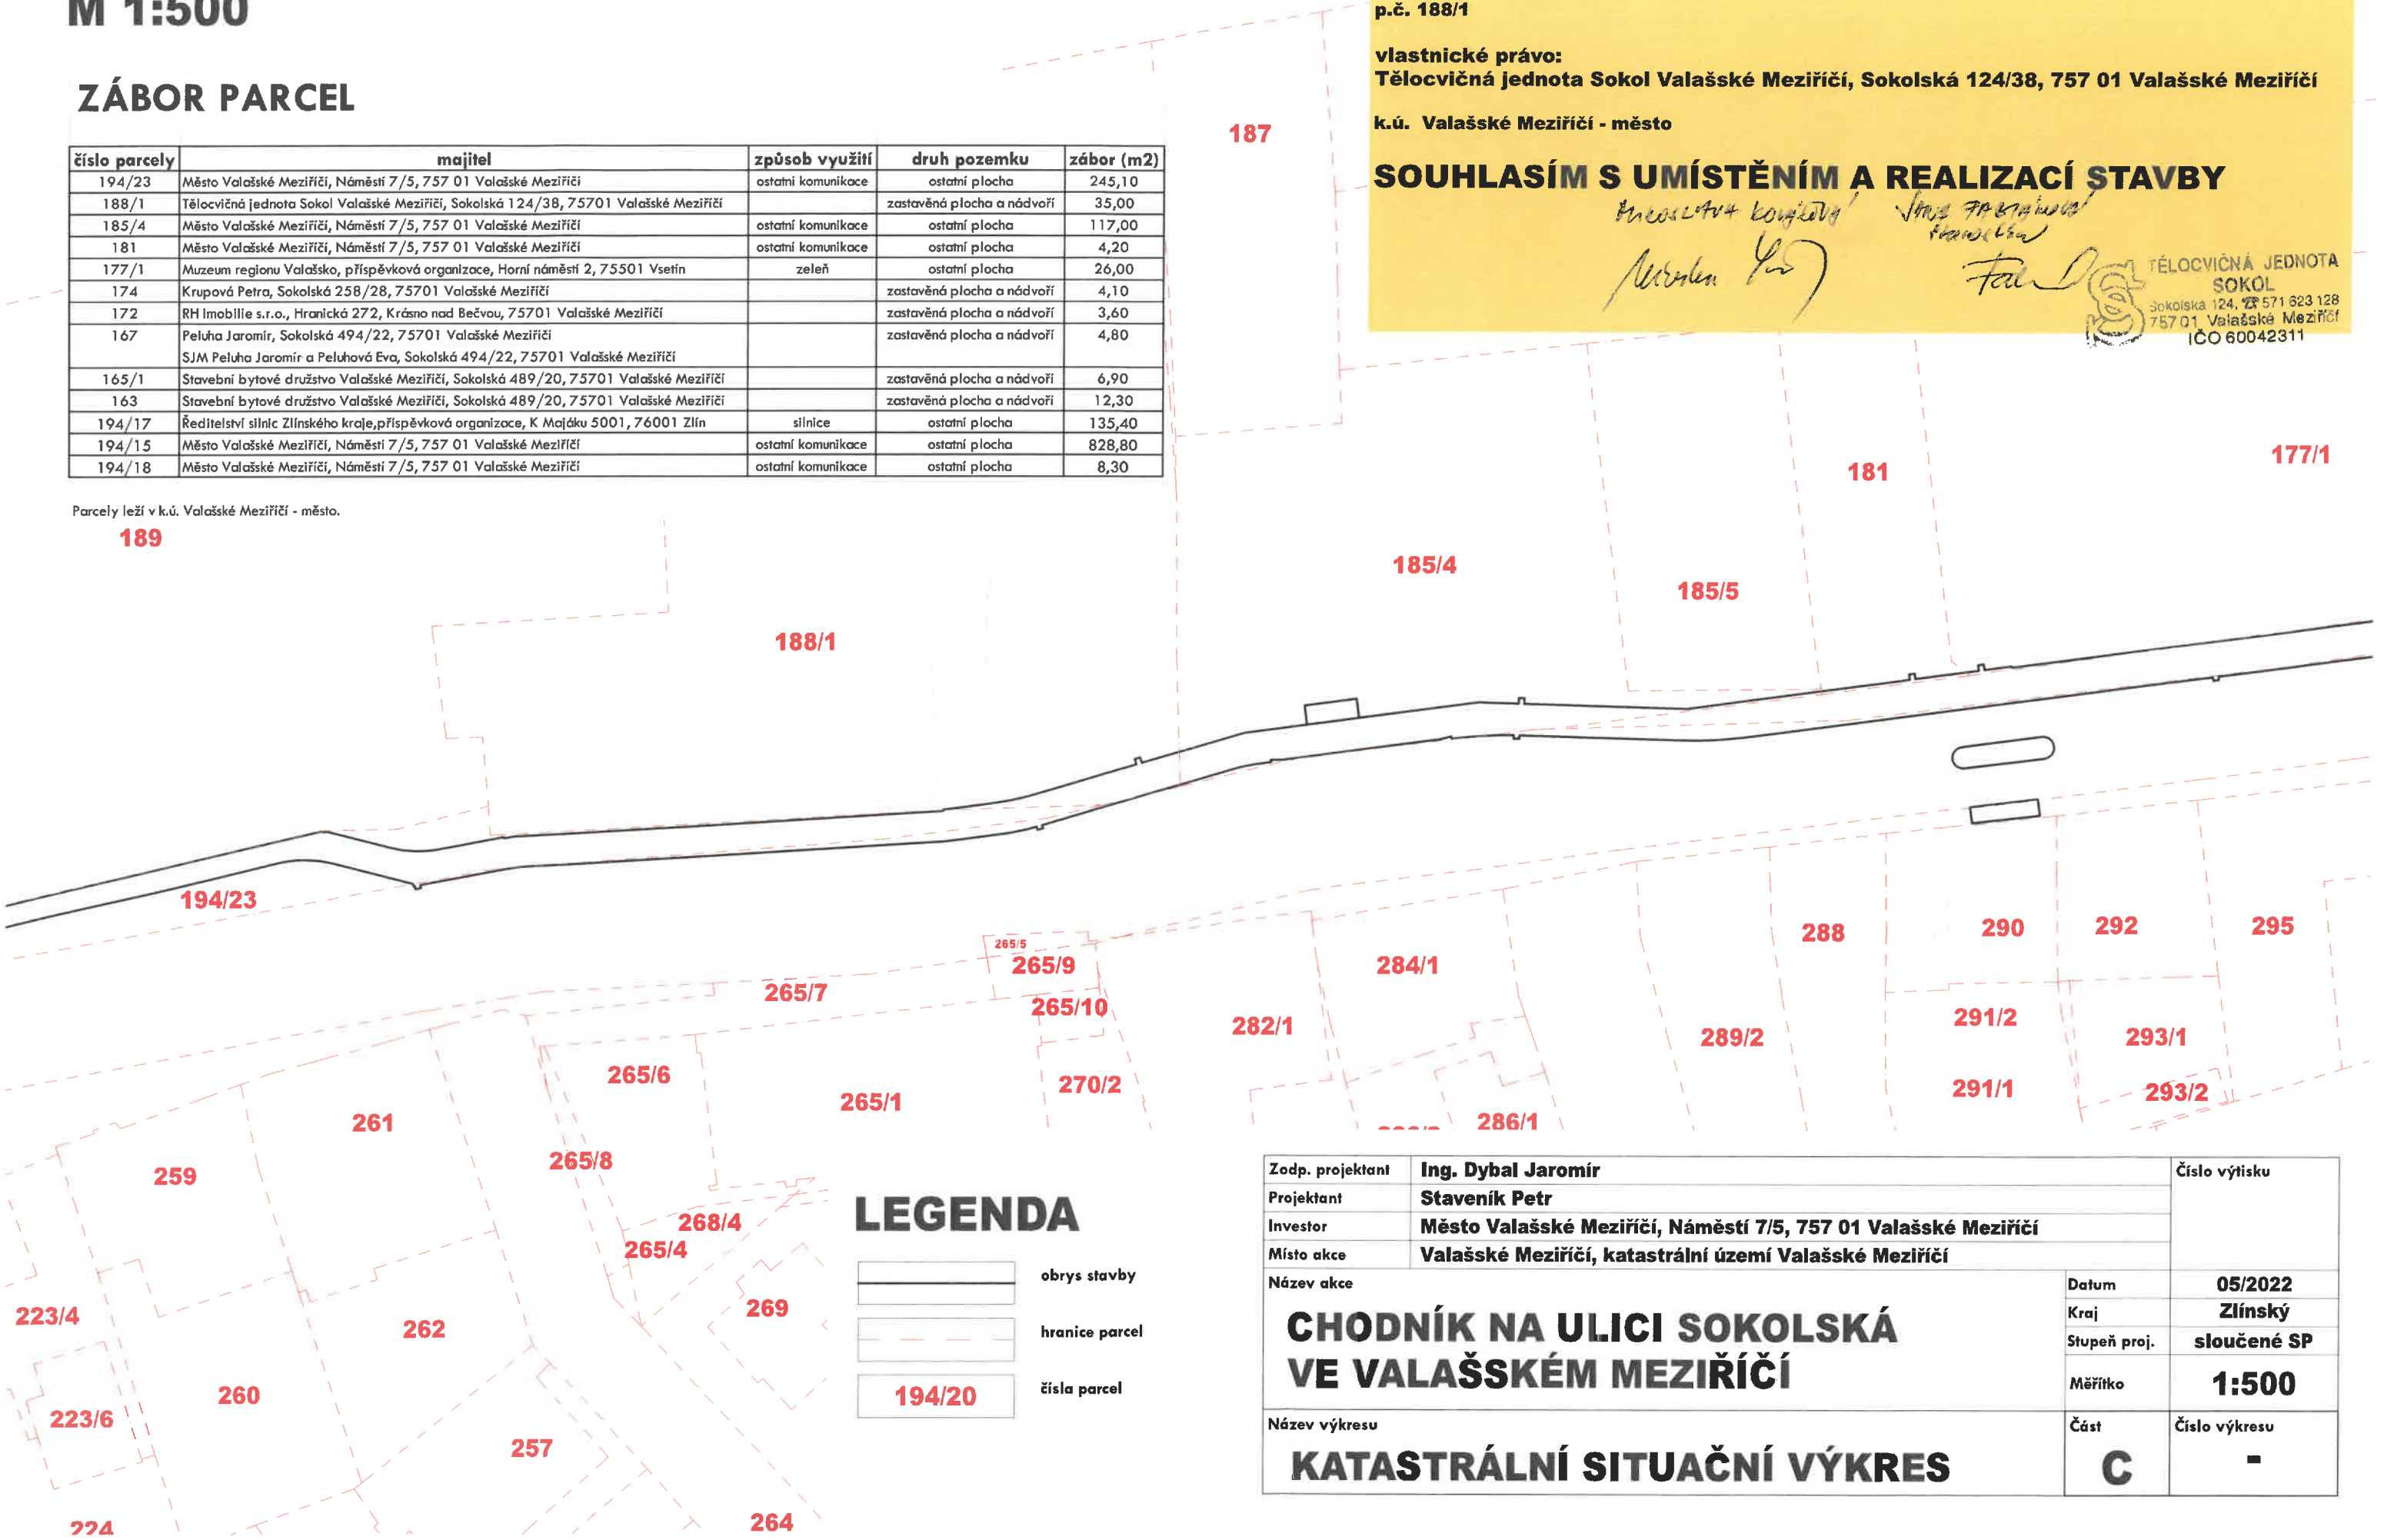 M 1:500
ZÁBOR PARCEL
číslo parcely majitel způsob využití druh pozemku zábor (m2)
194/23 Město Valašské Meziříčí, Náměstí 7/5, 757 01 Valašské Meziříčí ostatní komunikace ostatní plocha 245,10
188/1 Tělocvičná jednota Sokol Valašské Meziříčí, Sokolská 124/38, 75701 Valašské Meziříčí zastavěná plocha a nádvoří 35,00
185/4 Město Valašské Meziříčí, Náměstí 7/5, 757 01 Valašské Meziříčí ostatní komunikace ostatní plocha 117,00
181 Město Valašské Meziříčí, Náměstí 7/5, 757 01 Valašské Meziříčí ostatní komunikace ostatní plocha 4,20
177/1 Muzeum regionu Valašsko, příspěvková organizace, Horní náměstí 2, 75501 Vsetín zeleň ostatní plocha 26,00
174 Krupová Petra, Sokolská 258/28, 75701 Valašské Meziříčí zastavěná plocha a nádvoří 4,10
172 RH Imobilie s.r.o., Hranická 272, Krásno nad Bečvou, 75701 Valašské Meziříčí zastavěná plocha a nádvoří 3,60
167 Peluha Jaromír, Sokolská 494/22, 75701 Valašské Meziříčí zastavěná plocha a nádvoří 4,80
SJM Peluha Jaromír a Peluhová Eva, Sokolská 494/22, 75701 Valašské Meziříčí
165/1 Stavební bytové družstvo Valašské Meziříčí, Sokolská 489/20, 75701 Valašské Meziříčí zastavěná plocha a nádvoří 6,90
163 Stavební bytové družstvo Valašské Meziříčí, Sokolská 489/20, 75701 Valašské Meziříčí zastavěná plocha a nádvoří 12,30
194/17 Ředitelství silnic Zlínského kraje,příspěvková organizace, K Majáku 5001, 76001 Zlín silnice ostatní plocha 135,40
194/15 Město Valašské Meziříčí, Náměstí 7/5, 757 01 Valašské Meziříčí ostatní komunikace ostatní plocha 828,80
194/18 Město Valašské Meziříčí, Náměstí 7/5, 757 01 Valašské Meziříčí ostatní komunikace ostatní plocha 8,30
Parcely leží v k.ú. Valašské Meziříčí - město.
p.č. 188/1
vlastnické právo:
Tělocvičná jednota Sokol Valašské Meziříčí, Sokolská 124/38, 757 01 Valašské Meziříčí
k.ú. Valašské Meziříčí - město
SOUHLASÍM S UMÍSTĚNÍM A REALIZACÍ STAVBY
TĚLOCVIČNÁ JEDNOTA
SOKOL
Sokolská 124, ☎ 571 623 128
757 01 Valašské Meziříčí
IČO 60042311
187
177/1
181
189
185/4
185/5
188/1
194/23
288
290
292
295
265/5
265/9
284/1
265/7
265/10
282/1
291/2
289/2
293/1
265/6
270/2
265/1
291/1
293/2
261
286/1
265/8
259
268/4
265/4
269
223/4
262
260
223/6
257
224
264
LEGENDA
obrys stavby
hranice parcel
194/20 čísla parcel
Zodp. projektant Ing. Dybal Jaromír
Číslo výtisku
Projektant Staveník Petr
Investor Město Valašské Meziříčí, Náměstí 7/5, 757 01 Valašské Meziříčí
Místo akce Valašské Meziříčí, katastrální území Valašské Meziříčí
Název akce
CHODNÍK NA ULICI SOKOLSKÁ
VE VALAŠSKÉM MEZIŘÍČÍ
Datum 05/2022
Kraj Zlínský
Stupeň proj. sloučené SP
Měřítko 1:500
Název výkresu
KATASTRÁLNÍ SITUAČNÍ VÝKRES
Část
C
Číslo výkresu
-